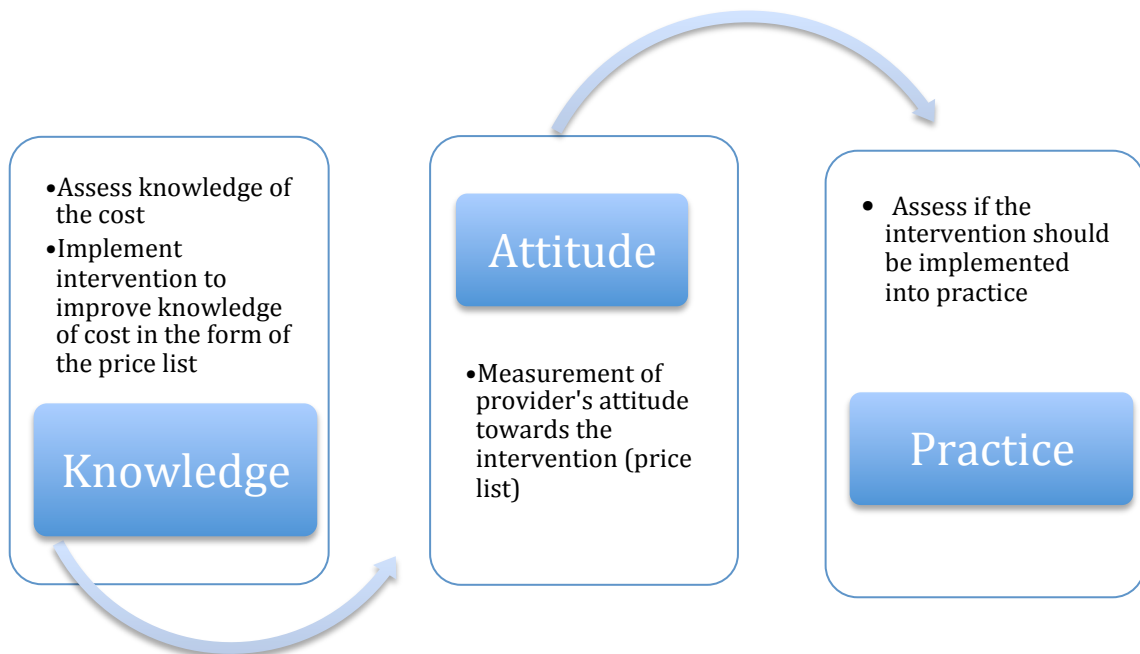 •Assess knowledge of
the cost
•Implement
intervention to
improve knowledge
of cost in the form of
the price list
Knowledge
Attitude
•Measurement of
provider's attitude
towards the
intervention (price
list)
• Assess if the
intervention should
be implemented
into practice
Practice